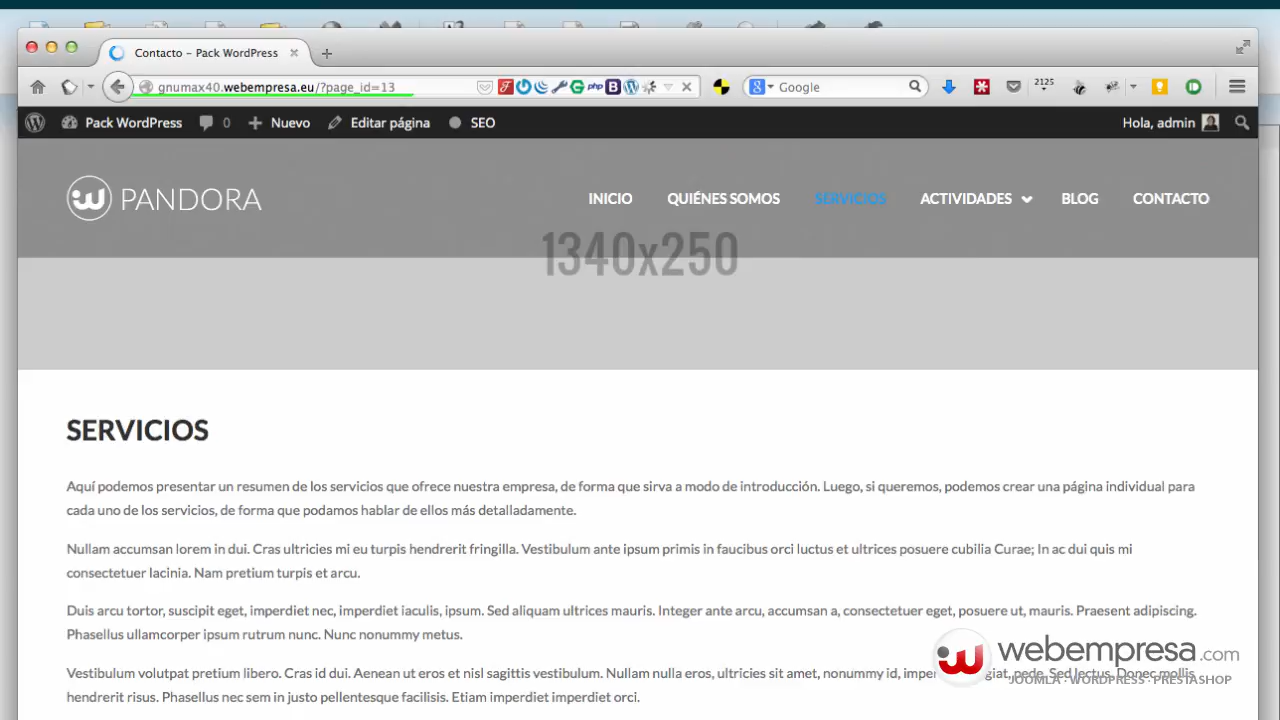 Contacto – Pack WordPress
gnumax40.webempresa.eu/?page_id=13
php
B
Google
2125
Pack WordPress
0
Nuevo
Editar página
SEO
Hola, admin
PANDORA
INICIO
QUIÉNES SOMOS
SERVICIOS
ACTIVIDADES
BLOG
CONTACTO
1340x250
SERVICIOS
Aquí podemos presentar un resumen de los servicios que ofrece nuestra empresa, de forma que sirva a modo de introducción. Luego, si queremos, podemos crear una página individual para
cada uno de los servicios, de forma que podamos hablar de ellos más detalladamente.
Nullam accumsan lorem in dui. Cras ultricies mi eu turpis hendrerit fringilla. Vestibulum ante ipsum primis in faucibus orci luctus et ultrices posuere cubilia Curae; In ac dui quis mi
consectetuer lacinia. Nam pretium turpis et arcu.
Duis arcu tortor, suscipit eget, imperdiet nec, imperdiet iaculis, ipsum. Sed aliquam ultrices mauris. Integer ante arcu, accumsan a, consectetuer eget, posuere ut, mauris. Praesent adipiscing.
Phasellus ullamcorper ipsum rutrum nunc. Nunc nonummy metus.
Vestibulum volutpat pretium libero. Cras id dui. Aenean ut eros et nisl sagittis vestibulum. Nullam nulla eros, ultricies sit amet, nonummy id, pede. Sed lectus. Donec mollis
hendrerit risus. Phasellus nec sem in justo pellentesque facilisis. Etiam imperdiet imperdiet orci.
webempresa.com
JOOMLA · WORDPRESS · PRESTASHOP